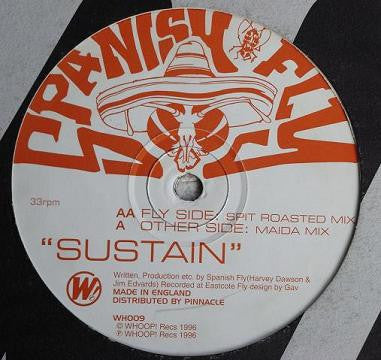 SPANISH FLY
33rpm
AA FLY SIDE: SPIT ROASTED MIX
A OTHER SIDE: MAIDA MIX
"SUSTAIN"
Written, Production etc. by Spanish Fly(Harvey Dawson &
Jim Edvards) Recorded at Eastcote Fly design by Gav
MADE IN ENGLAND
DISTRIBUTED BY PINNACLE
W
WH009
© WHOOP! Recs 1996
℗ WHOOP! Recs 1996